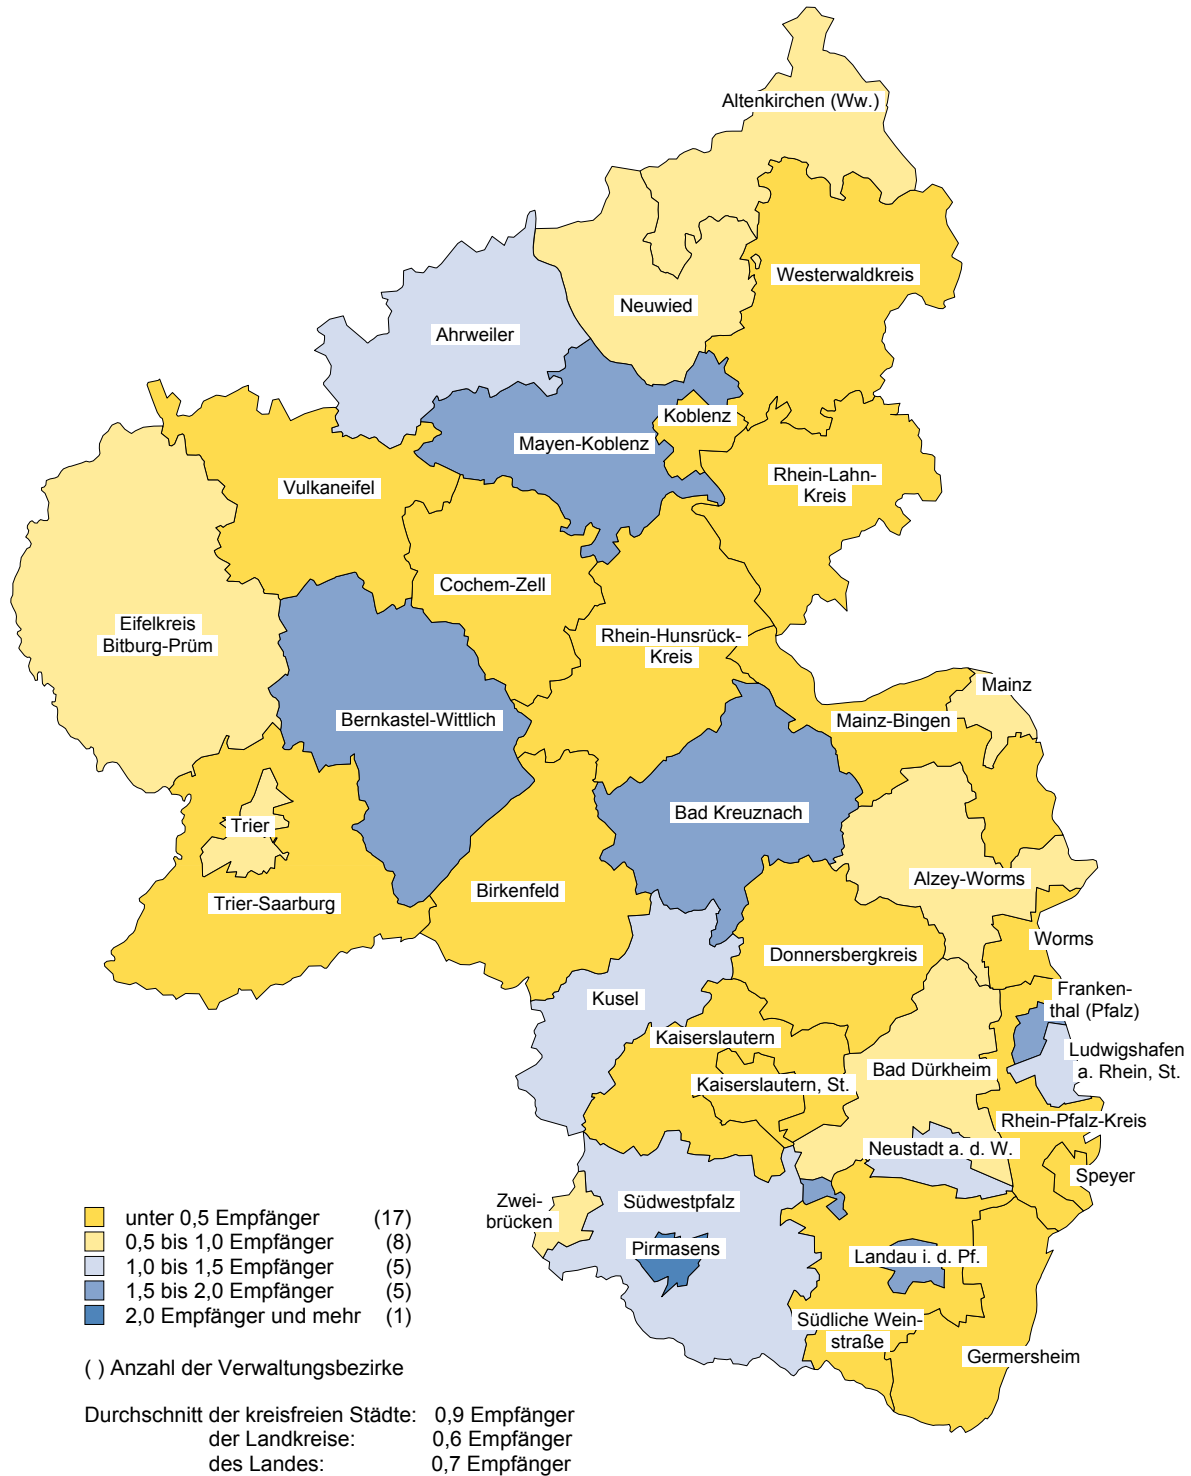 Altenkirchen (Ww.)
Westerwaldkreis
Neuwied
Ahrweiler
Koblenz
Mayen-Koblenz
Rhein-Lahn-
Kreis
Vulkaneifel
Cochem-Zell
Eifelkreis
Bitburg-Prüm
Rhein-Hunsrück-
Kreis
Mainz
Bernkastel-Wittlich
Mainz-Bingen
Bad Kreuznach
Trier
Alzey-Worms
Birkenfeld
Trier-Saarburg
Worms
Donnersbergkreis
Franken-
thal (Pfalz)
Kusel
Kaiserslautern
Ludwigshafen
a. Rhein, St.
Bad Dürkheim
Kaiserslautern, St.
Rhein-Pfalz-Kreis
Neustadt a. d. W.
Speyer
Zwei-
brücken
Südwestpfalz
Pirmasens
Landau i. d. Pf.
Südliche Wein-
straße
Germersheim
unter 0,5 Empfänger (17)
0,5 bis 1,0 Empfänger (8)
1,0 bis 1,5 Empfänger (5)
1,5 bis 2,0 Empfänger (5)
2,0 Empfänger und mehr (1)
( ) Anzahl der Verwaltungsbezirke
Durchschnitt der kreisfreien Städte: 0,9 Empfänger
der Landkreise: 0,6 Empfänger
des Landes: 0,7 Empfänger